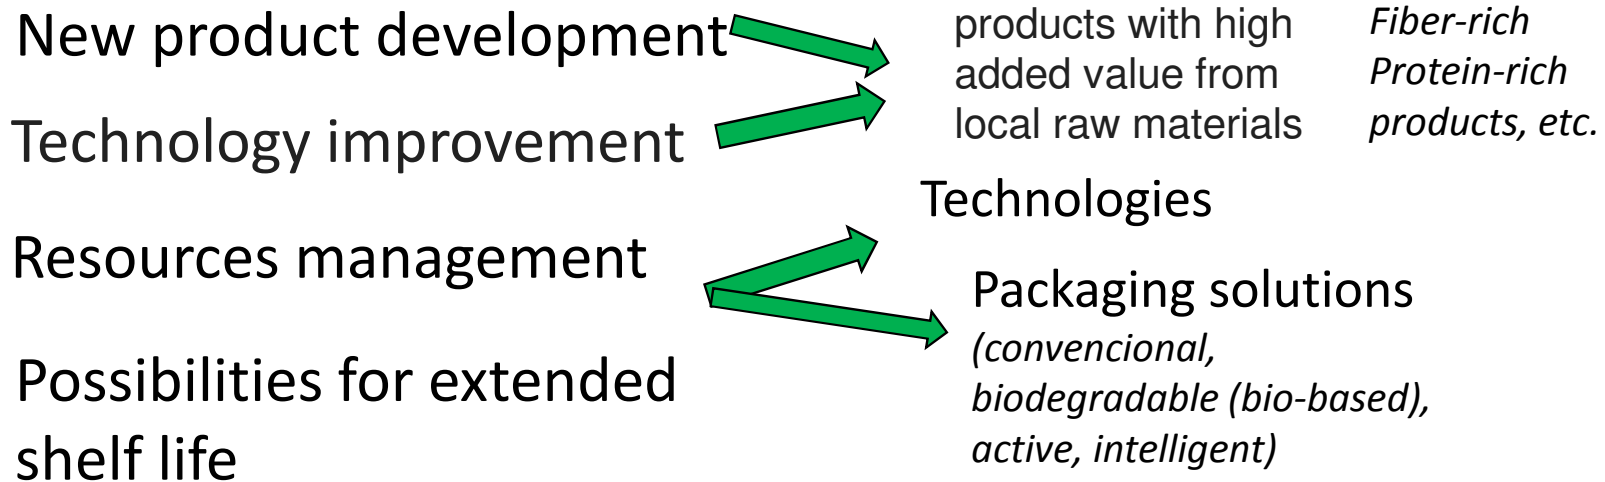 New product development
Technology improvement
Resources management
Possibilities for extended
shelf life
products with high
added value from
local raw materials
Fiber-rich
Protein-rich
products, etc.
Technologies
Packaging solutions
(convencional,
biodegradable (bio-based),
active, intelligent)